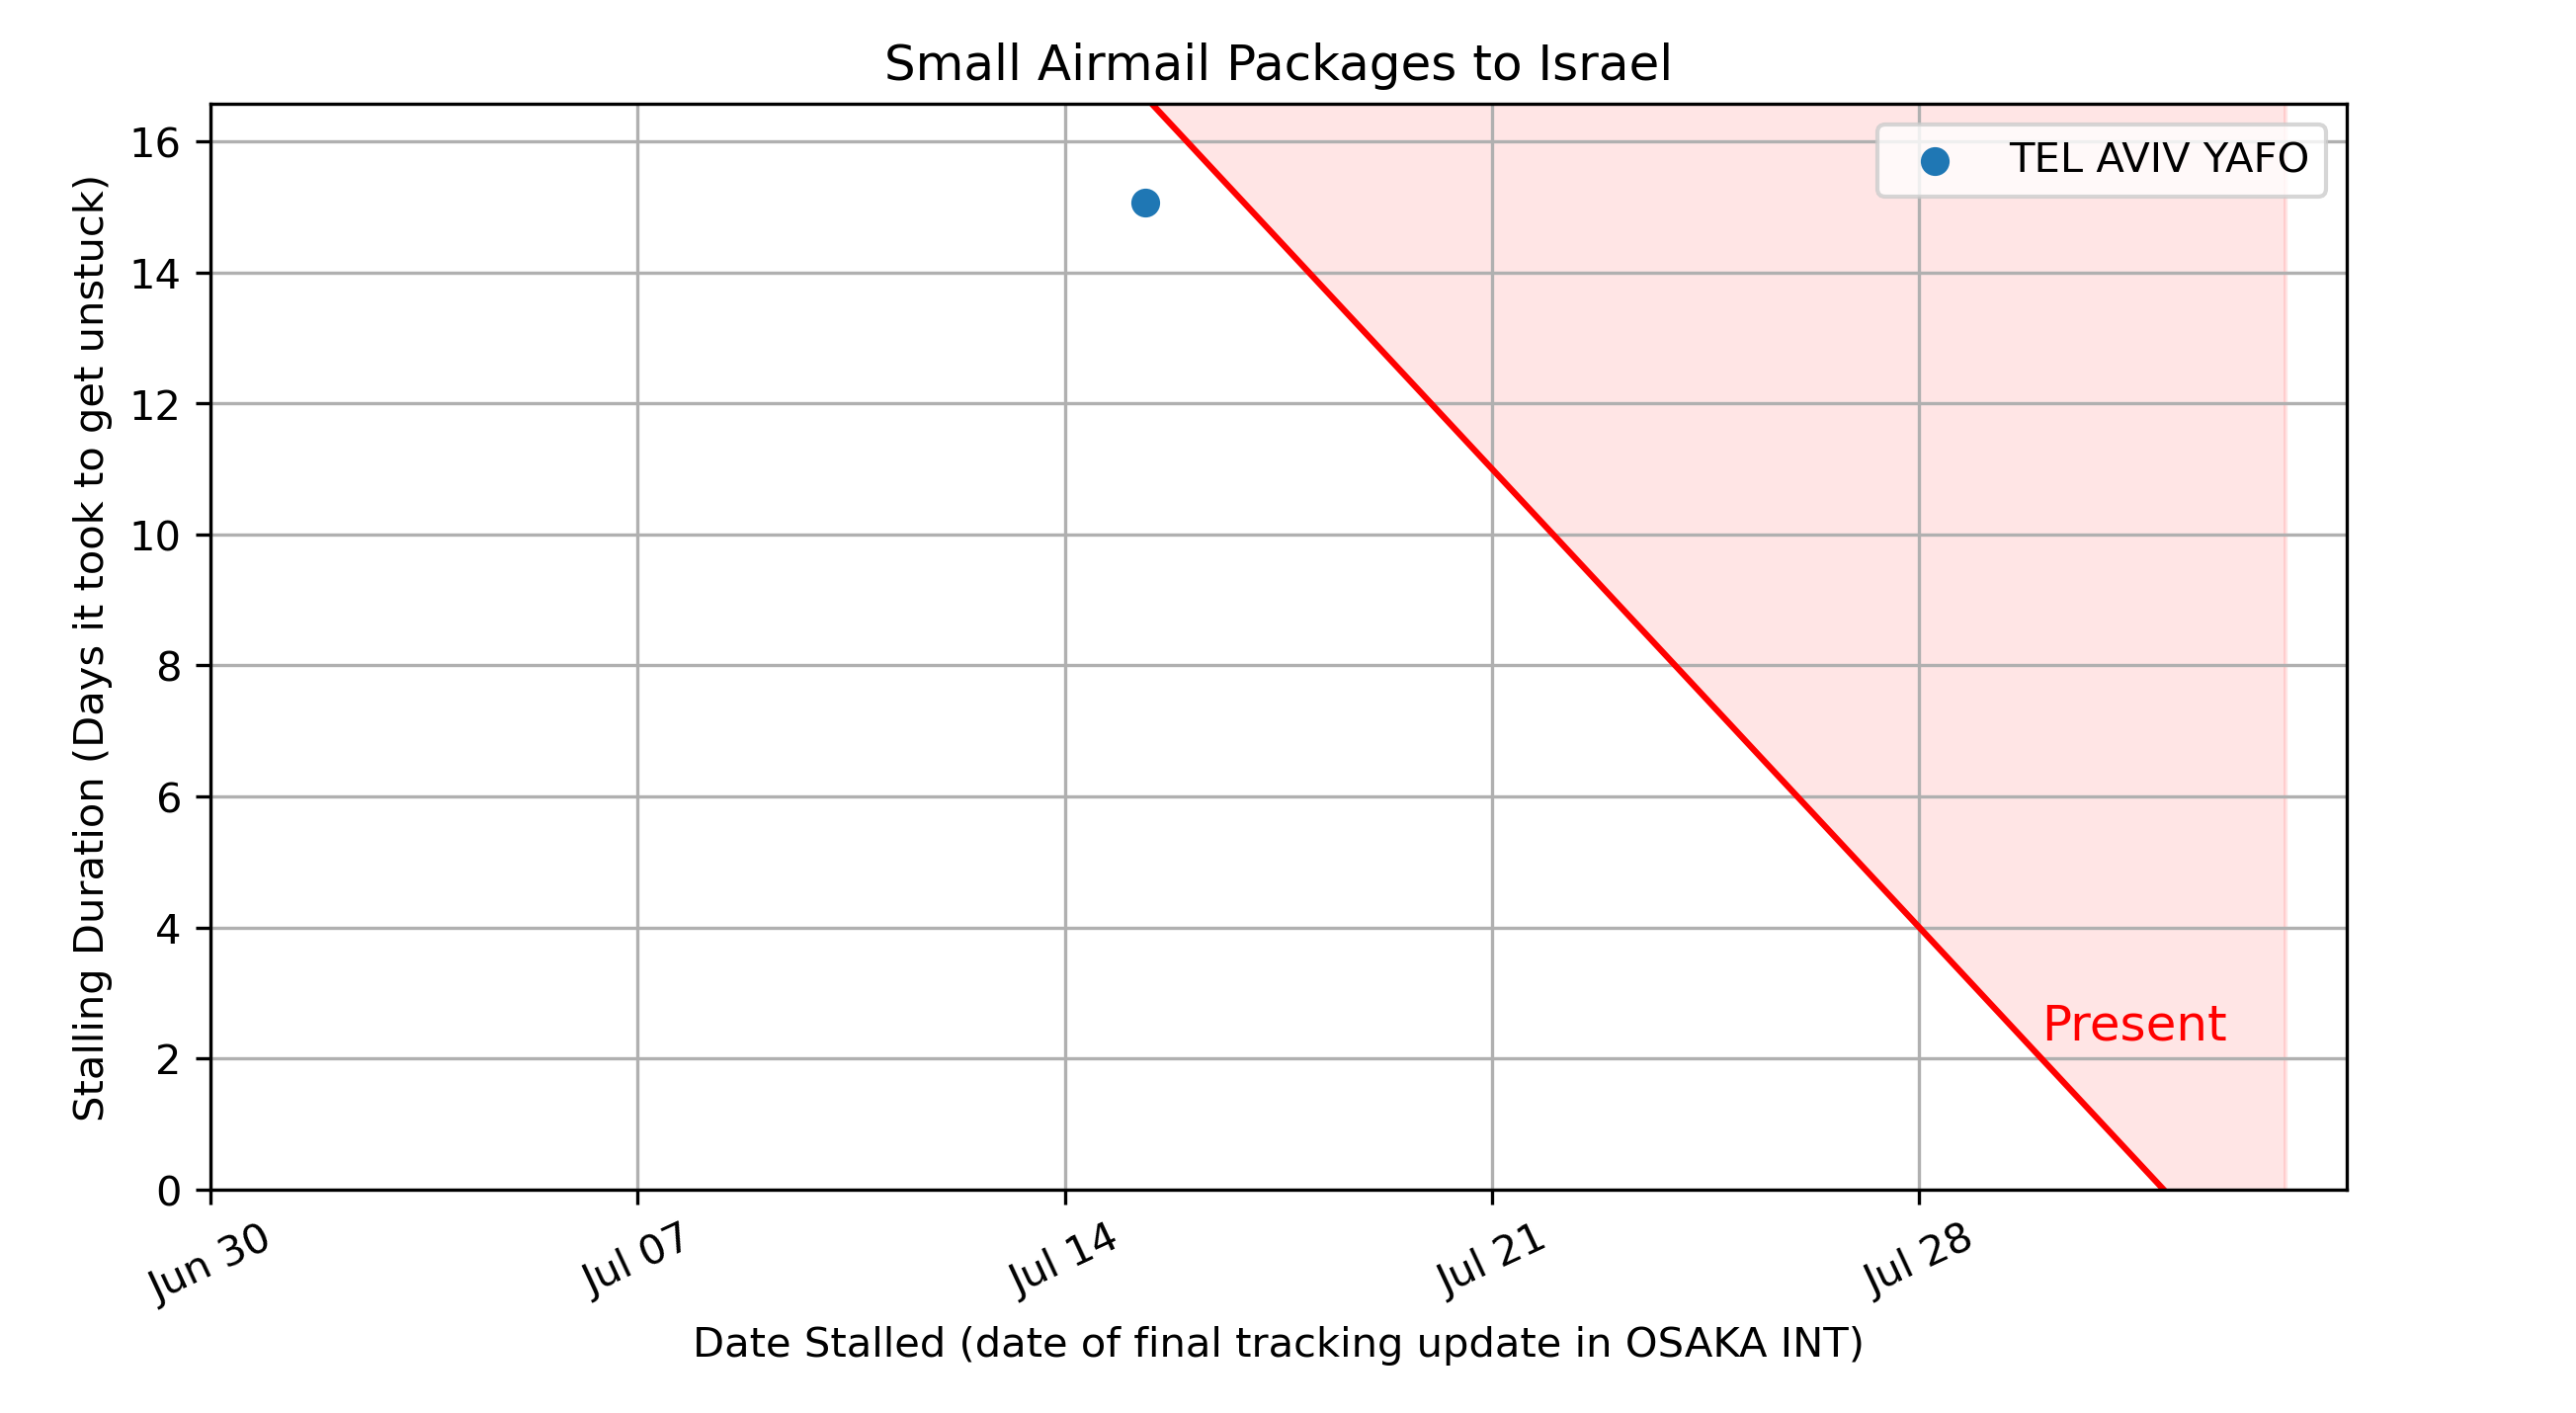 Small Airmail Packages to Israel
TEL AVIV YAFO
Stalling Duration (Days it took to get unstuck)
16
14
12
10
8
6
4
2
0
Present
Jun 30
Jul 07
Jul 14
Jul 21
Jul 28
Date Stalled (date of final tracking update in OSAKA INT)